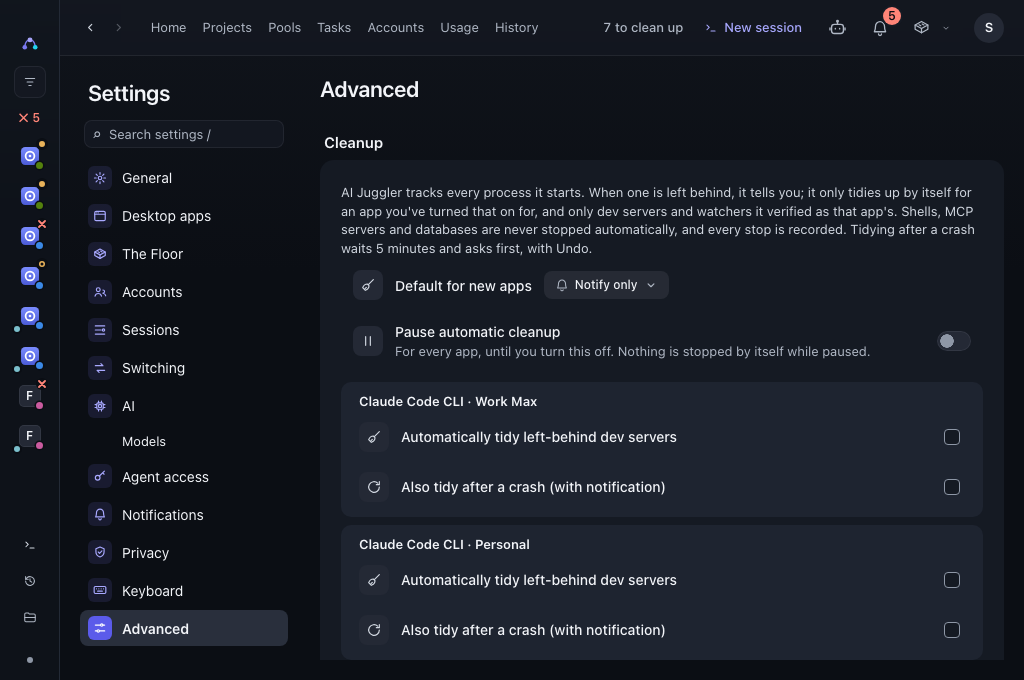 Home Projects Pools Tasks Accounts Usage History 7 to clean up New session 5 S
5
F
F
Settings
Search settings /
General
Desktop apps
The Floor
Accounts
Sessions
Switching
AI
Models
Agent access
Notifications
Privacy
Keyboard
Advanced
Advanced
Cleanup
AI Juggler tracks every process it starts. When one is left behind, it tells you; it only tidies up by itself for
an app you've turned that on for, and only dev servers and watchers it verified as that app's. Shells, MCP
servers and databases are never stopped automatically, and every stop is recorded. Tidying after a crash
waits 5 minutes and asks first, with Undo.
Default for new apps Notify only
Pause automatic cleanup
For every app, until you turn this off. Nothing is stopped by itself while paused.
Claude Code CLI · Work Max
Automatically tidy left-behind dev servers
Also tidy after a crash (with notification)
Claude Code CLI · Personal
Automatically tidy left-behind dev servers
Also tidy after a crash (with notification)